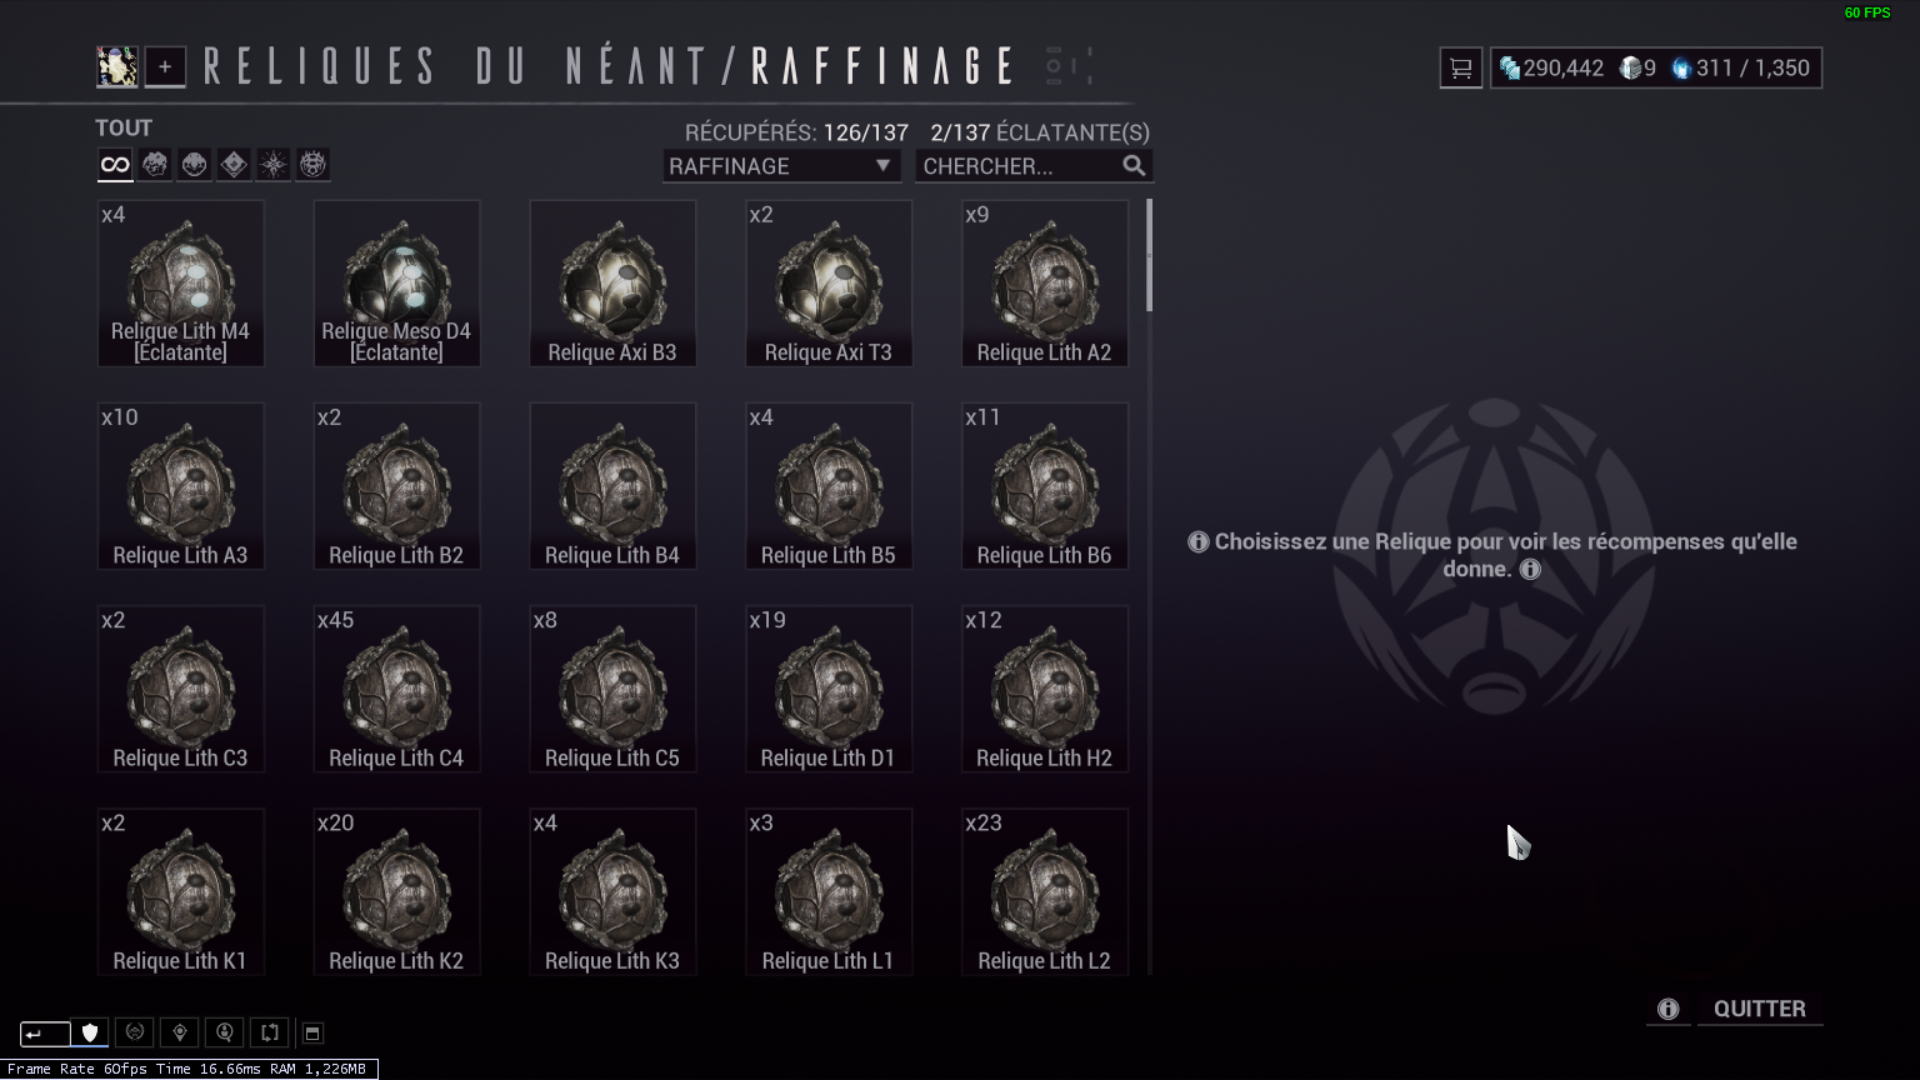 60 FPS
+ RELIQUES DU NÉANT/RAFFINAGE
290,442 9 311 / 1,350
TOUT
RÉCUPÉRÉS: 126/137 2/137 ÉCLATANTE(S)
RAFFINAGE CHERCHER...
x4 x2 x9
Relique Lith M4 [Éclatante]
Relique Meso D4 [Éclatante]
Relique Axi B3
Relique Axi T3
Relique Lith A2
x10 x2 x4 x11
Relique Lith A3 Relique Lith B2 Relique Lith B4 Relique Lith B5 Relique Lith B6
Choisissez une Relique pour voir les récompenses qu'elle
donne.
x2 x45 x8 x19 x12
Relique Lith C3 Relique Lith C4 Relique Lith C5 Relique Lith D1 Relique Lith H2
x2 x20 x4 x3 x23
Relique Lith K1 Relique Lith K2 Relique Lith K3 Relique Lith L1 Relique Lith L2
QUITTER
Frame Rate 60fps Time 16.66ms RAM 1,226MB